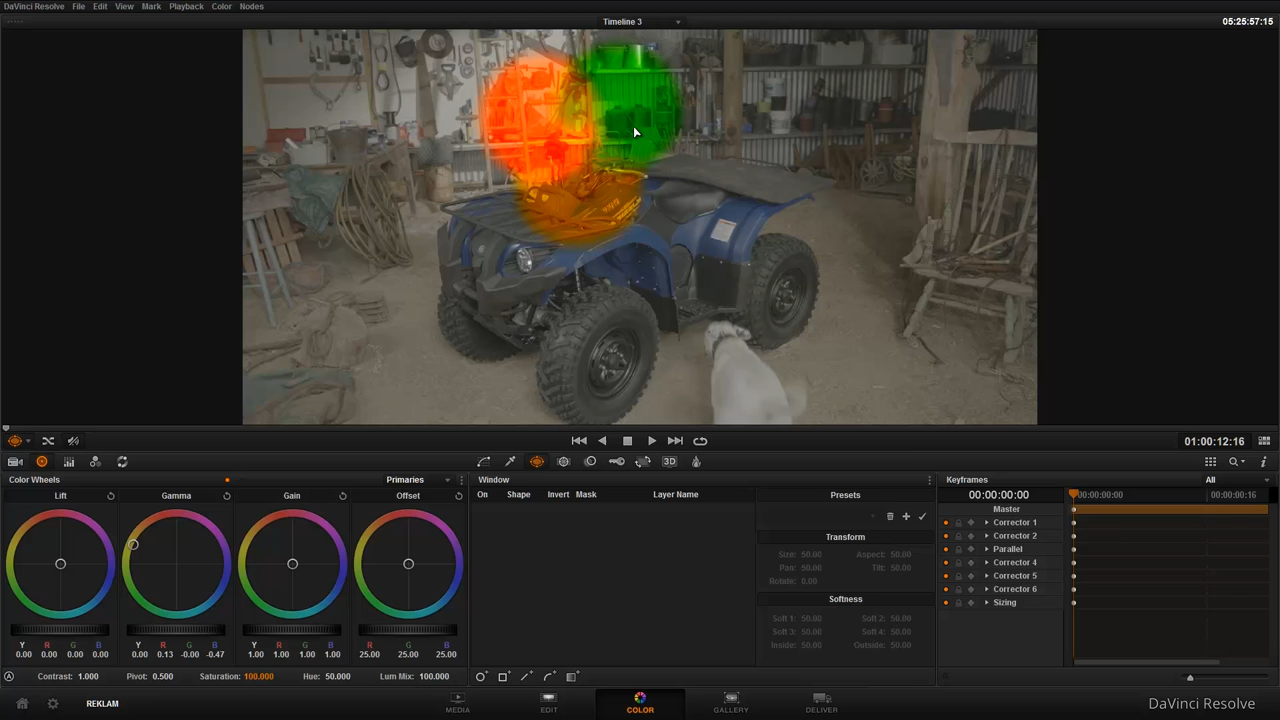 DaVinci Resolve File Edit View Mark Playback Color Nodes
Timeline 3 05:25:57:15
01:00:12:16
3D
Color Wheels Primaries
Lift Gamma Gain Offset
Y R G B Y R G B Y R G B R G B
0.00 0.00 0.00 0.00 0.00 0.13 -0.00 -0.47 1.00 1.00 1.00 1.00 25.00 25.00 25.00
A Contrast: 1.000 Pivot: 0.500 Saturation: 100.000 Hue: 50.000 Lum Mix: 100.000
Window
On Shape Invert Mask Layer Name
Presets
Transform
Size: 50.00 Aspect: 50.00
Pan: 50.00 Tilt: 50.00
Rotate: 0.00
Softness
Soft 1: 50.00 Soft 2: 50.00
Soft 3: 50.00 Soft 4: 50.00
Inside: 50.00 Outside: 50.00
Keyframes All
00:00:00:00 00:00:00:00 00:00:00:16
Master
Corrector 1
Corrector 2
Parallel
Corrector 4
Corrector 5
Corrector 6
Sizing
REKLAM MEDIA EDIT COLOR GALLERY DELIVER DaVinci Resolve